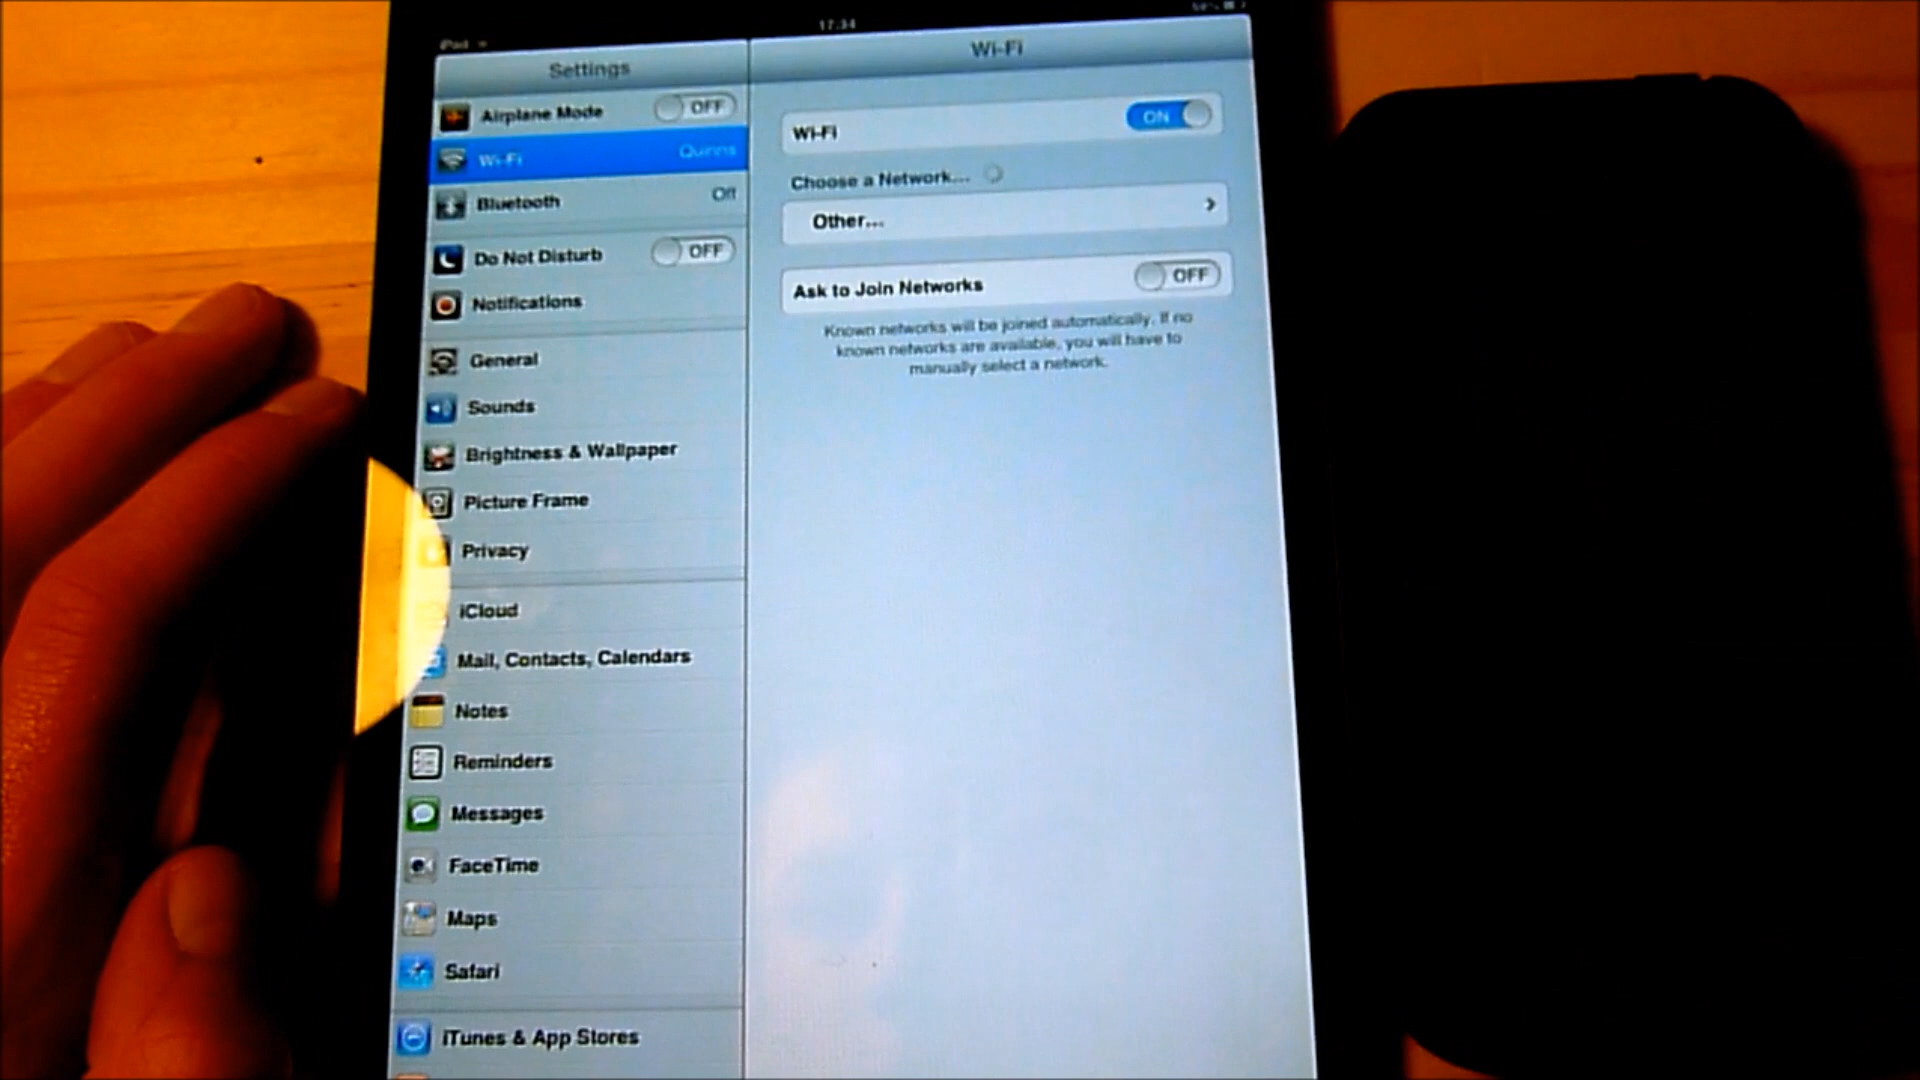 iPad
17:34
Settings
Airplane Mode OFF
Wi-Fi Quinns
Bluetooth Off
Do Not Disturb OFF
Notifications
General
Sounds
Brightness & Wallpaper
Picture Frame
Privacy
iCloud
Mail, Contacts, Calendars
Notes
Reminders
Messages
FaceTime
Maps
Safari
iTunes & App Stores
Wi-Fi
Wi-Fi ON
Choose a Network...
Other...
Ask to Join Networks OFF
Known networks will be joined automatically. If no
known networks are available, you will have to
manually select a network.